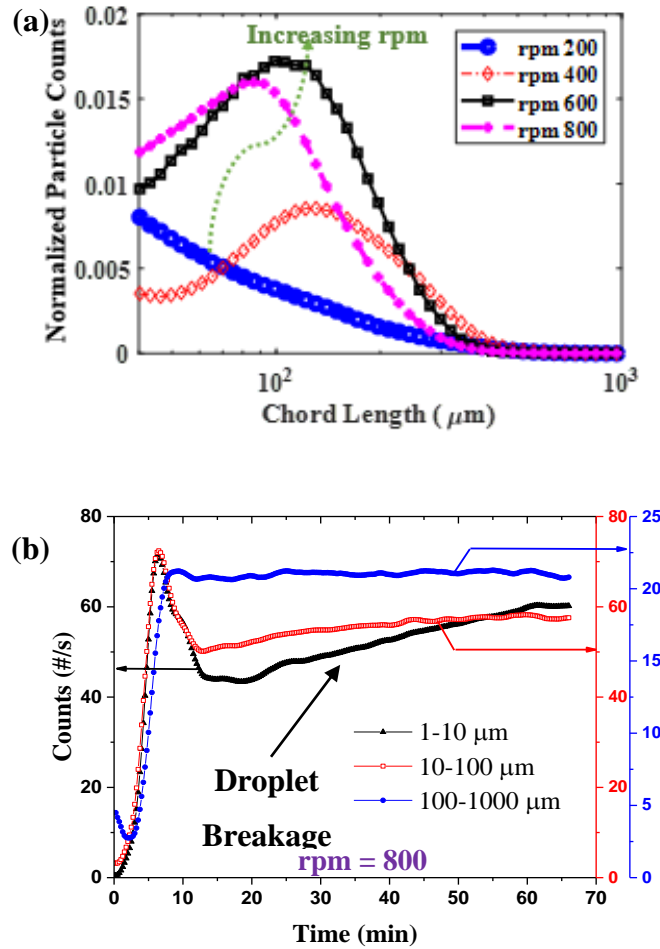 (a)
0.02
0.015
0.01
0.005
0
Normalized Particle Counts
Increasing rpm
rpm 200
rpm 400
rpm 600
rpm 800
10²
10³
Chord Length ( μm)
(b)
80
60
40
20
0
Counts (#/s)
Droplet
Breakage
rpm = 800
1-10 μm
10-100 μm
100-1000 μm
80
60
40
20
0
25
20
15
10
5
0
0 10 20 30 40 50 60 70
Time (min)